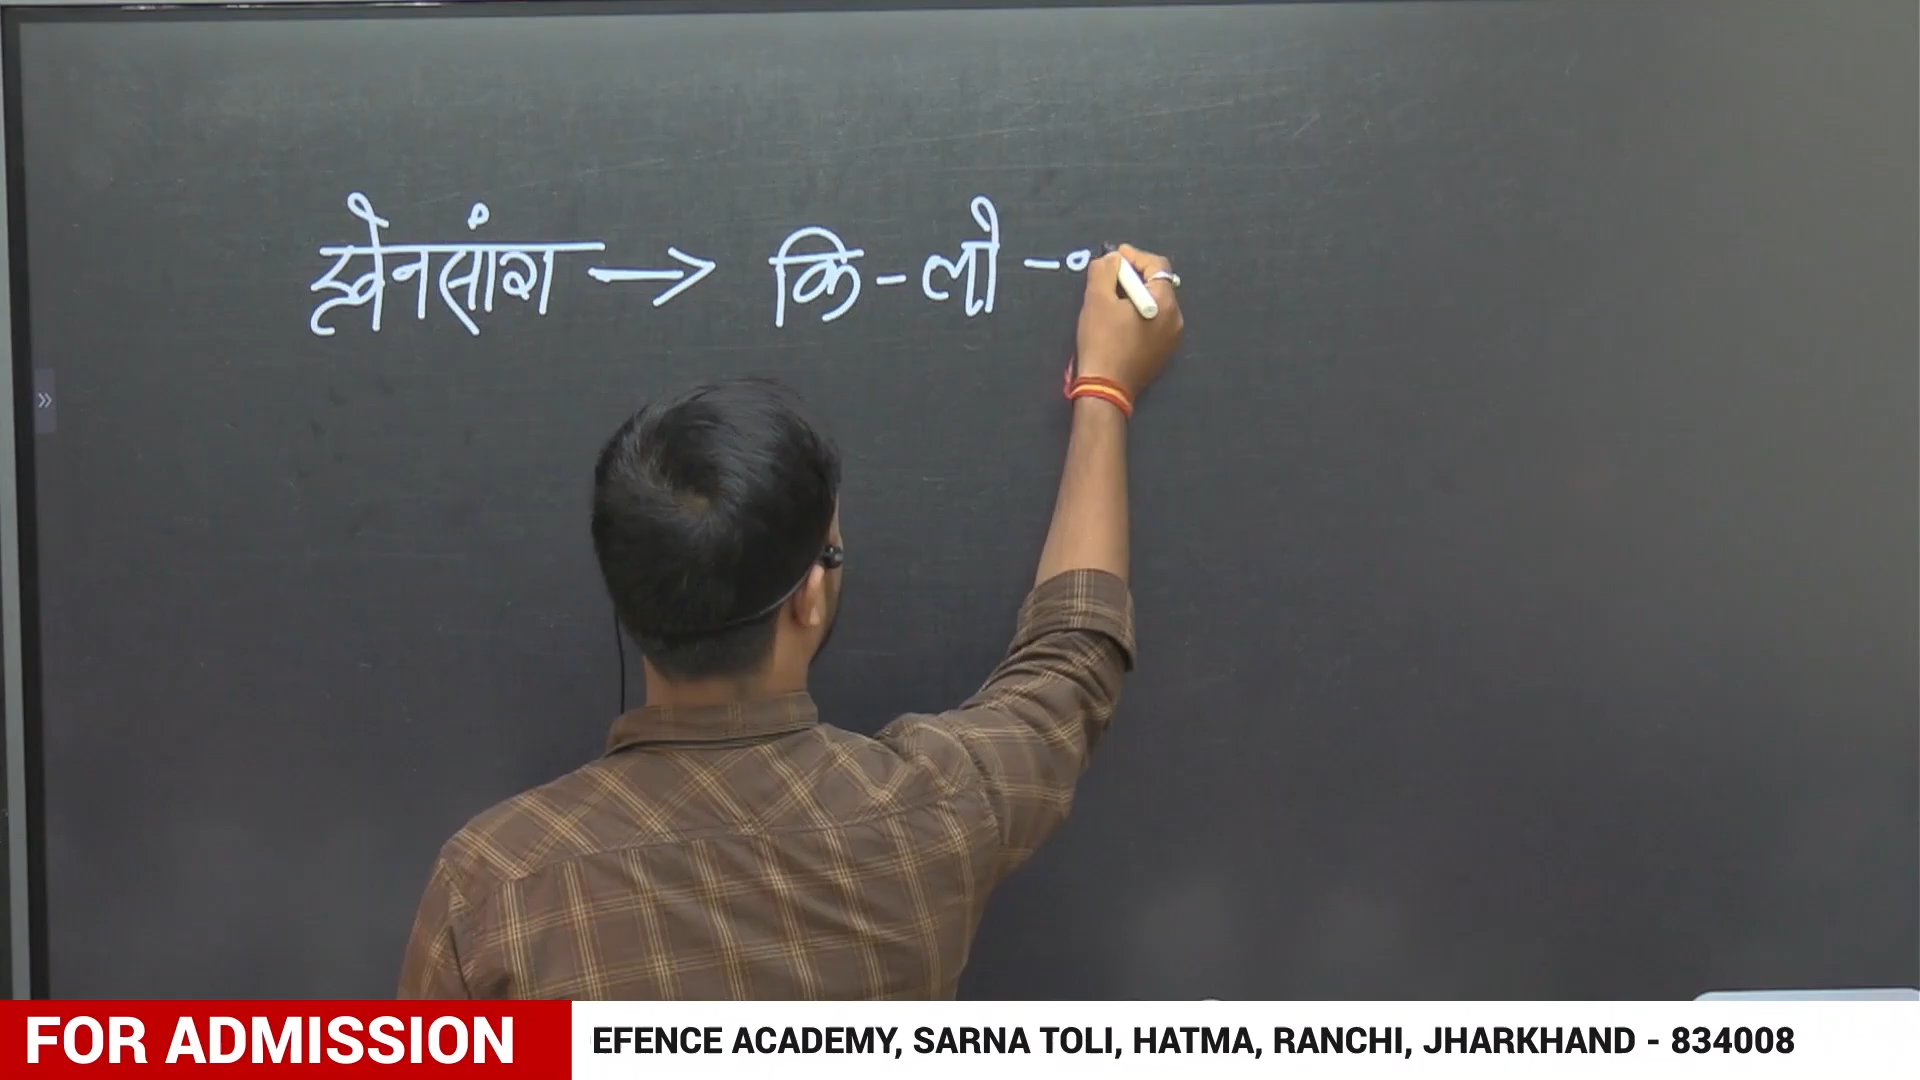 ह्वेनसांग → कि-लो-
FOR ADMISSION
EFENCE ACADEMY, SARNA TOLI, HATMA, RANCHI, JHARKHAND - 834008